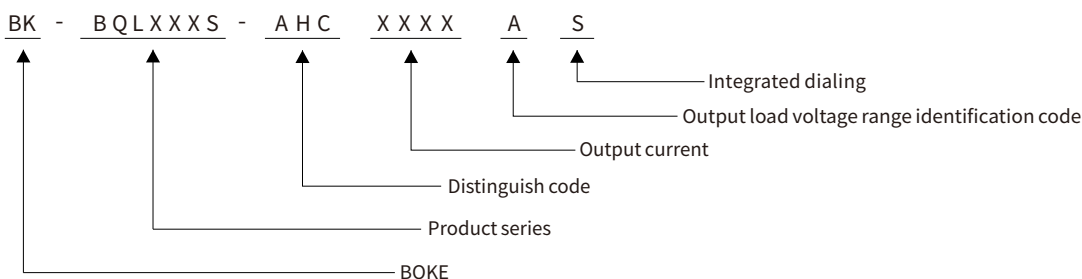 BK - BQLXXXS - AHC XXXX A S
Integrated dialing
Output load voltage range identification code
Output current
Distinguish code
Product series
BOKE